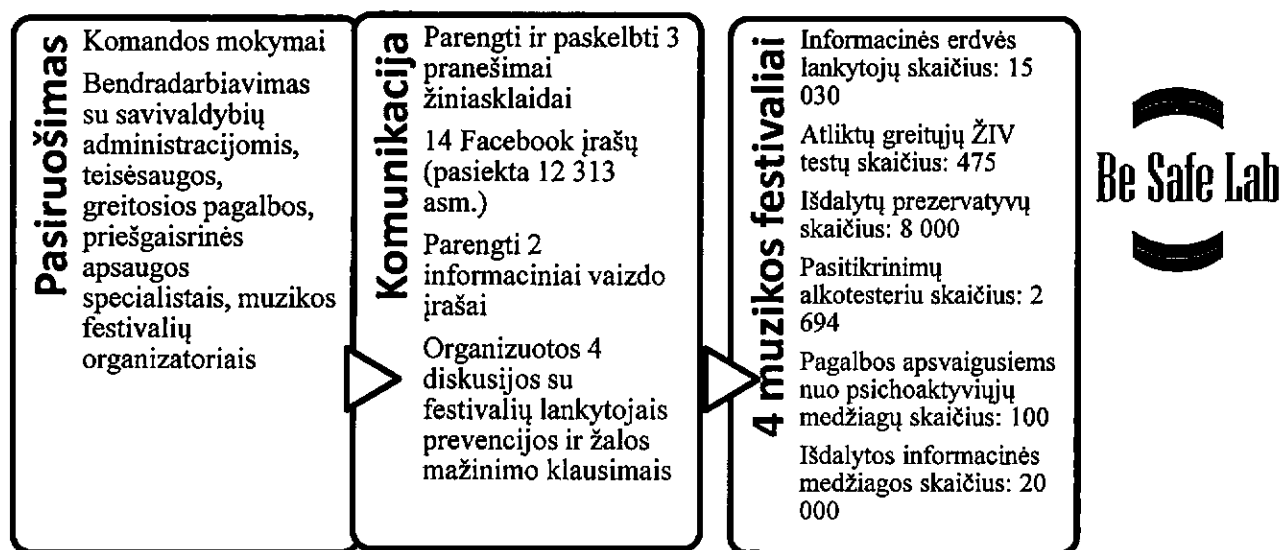 Pasiruošimas
Komandos mokymai
Bendradarbiavimas
su savivaldybių
administracijomis,
teisėsaugos,
greitosios pagalbos,
priešgaisrinės
apsaugos
specialistais, muzikos
festivalių
organizatoriais
Komunikacija
Parengti ir paskelbti 3
pranešimai
žiniasklaidai
14 Facebook įrašų
(pasiekta 12 313
asm.)
Parengti 2
informaciniai vaizdo
įrašai
Organizuotos 4
diskusijos su
festivalių lankytojais
prevencijos ir žalos
mažinimo klausimais
4 muzikos festivaliai
Informacinės erdvės
lankytojų skaičius: 15
030
Atliktų greitųjų ŽIV
testų skaičius: 475
Išdalytų prezervatyvų
skaičius: 8 000
Pasitikrinimų
alkotesteriu skaičius: 2
694
Pagalbos apsvaigusiems
nuo psichoaktyviųjų
medžiagų skaičius: 100
Išdalytos informacinės
medžiagos skaičius: 20
000
Be Safe Lab